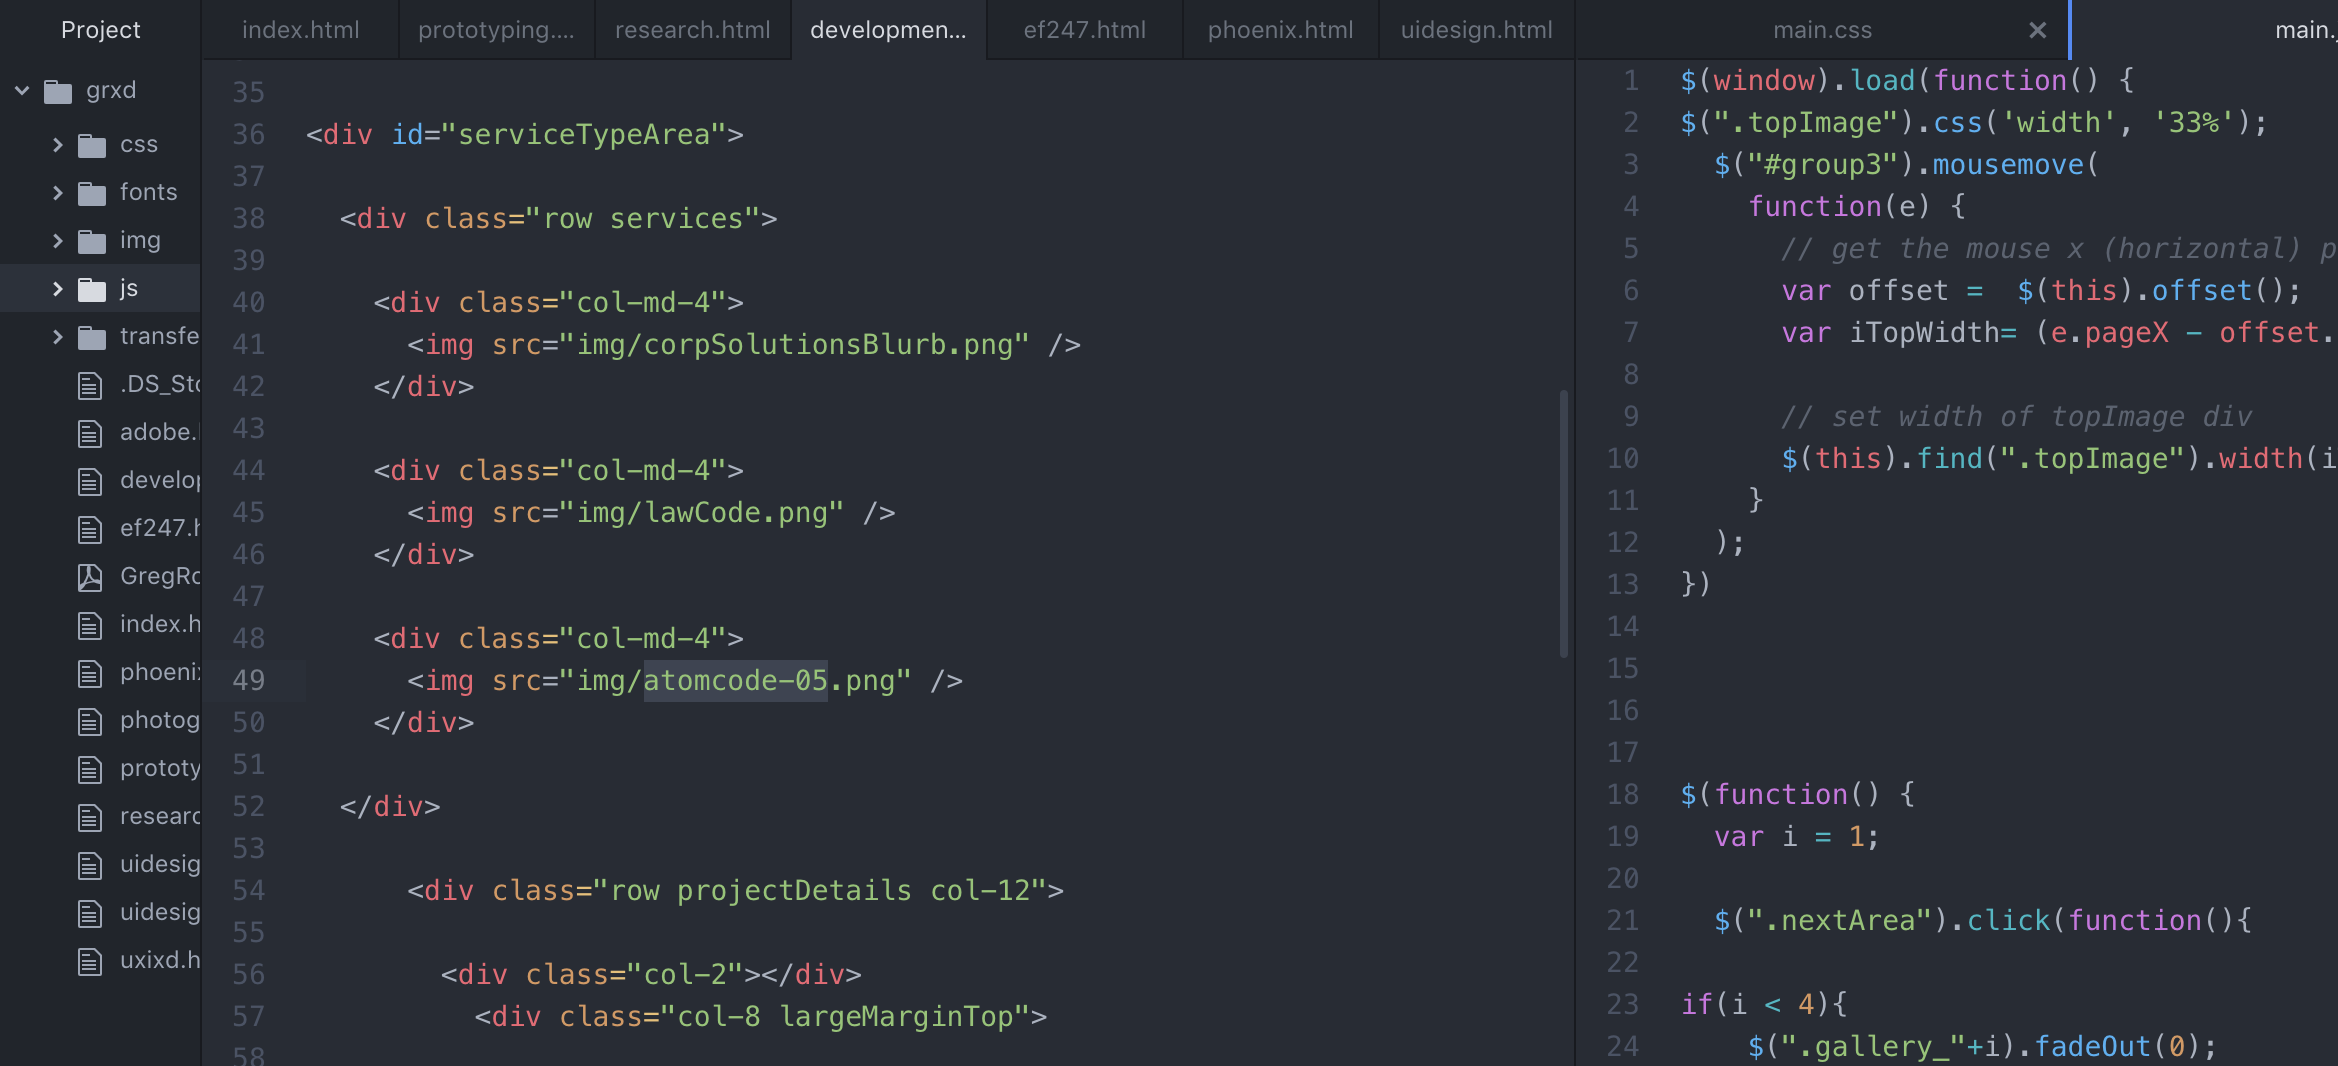 Project
grxd
css
fonts
img
js
transfe
.DS_Sto
adobe.
develop
ef247.h
GregRo
index.h
phoeni
photog
prototy
researc
uidesig
uidesig
uxixd.h
index.html prototyping.... research.html developmen... ef247.html phoenix.html uidesign.html
35
36 <div id="serviceTypeArea">
37
38 <div class="row services">
39
40 <div class="col-md-4">
41 <img src="img/corpSolutionsBlurb.png" />
42 </div>
43
44 <div class="col-md-4">
45 <img src="img/lawCode.png" />
46 </div>
47
48 <div class="col-md-4">
49 <img src="img/atomcode-05.png" />
50 </div>
51
52 </div>
53
54 <div class="row projectDetails col-12">
55
56 <div class="col-2"></div>
57 <div class="col-8 largeMarginTop">
58
main.css main.j
1 $(window).load(function() {
2 $(".topImage").css('width', '33%');
3 $("#group3").mousemove(
4 function(e) {
5 // get the mouse x (horizontal) p
6 var offset = $(this).offset();
7 var iTopWidth= (e.pageX - offset.
8
9 // set width of topImage div
10 $(this).find(".topImage").width(i
11 }
12 );
13 })
14
15
16
17
18 $(function() {
19 var i = 1;
20
21 $(".nextArea").click(function(){
22
23 if(i < 4){
24 $(".gallery_"+i).fadeOut(0);